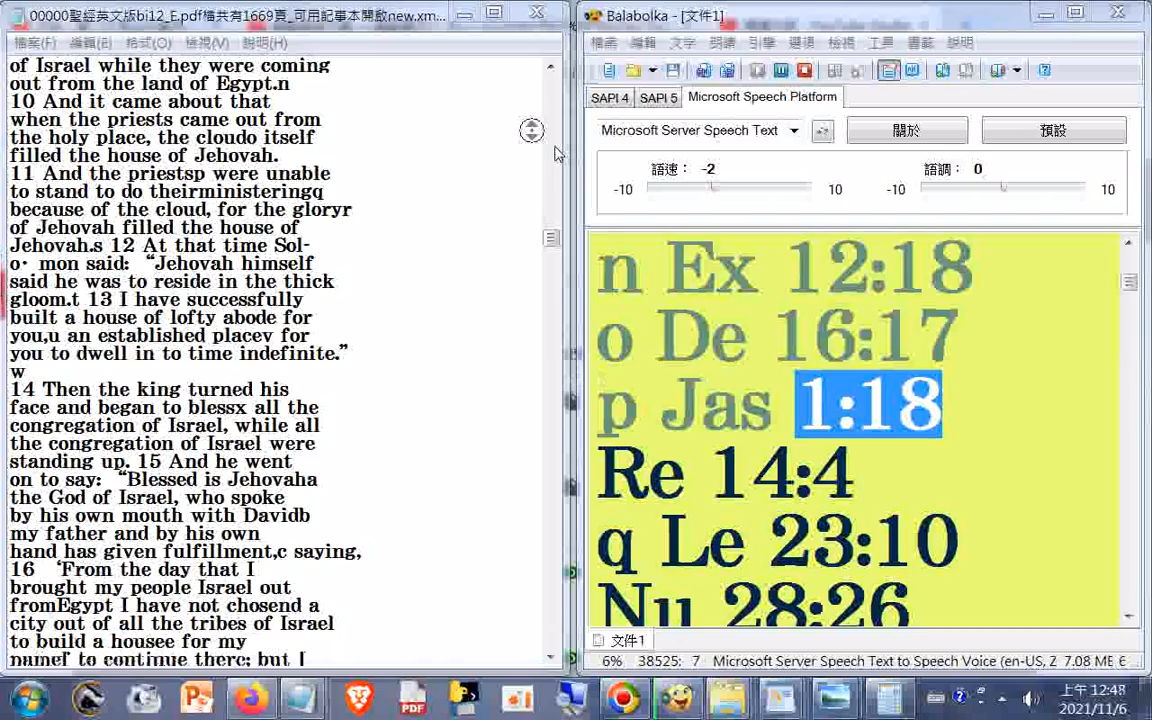 00000聖經英文版bi12_E.pdf檔共有1669頁_可用記事本開啟new.xm...
檔案(F) 編輯(E) 格式(O) 檢視(V) 說明(H)
of Israel while they were coming
out from the land of Egypt.n
10 And it came about that
when the priests came out from
the holy place, the cloudo itself
filled the house of Jehovah.
11 And the priestsp were unable
to stand to do theirministeringq
because of the cloud, for the gloryr
of Jehovah filled the house of
Jehovah.s 12 At that time Sol-
o· mon said: “Jehovah himself
said he was to reside in the thick
gloom.t 13 I have successfully
built a house of lofty abode for
you,u an established placev for
you to dwell in to time indefinite.”
w
14 Then the king turned his
face and began to blessx all the
congregation of Israel, while all
the congregation of Israel were
standing up. 15 And he went
on to say: “Blessed is Jehovaha
the God of Israel, who spoke
by his own mouth with Davidb
my father and by his own
hand has given fulfillment,c saying,
16 ‘From the day that I
brought my people Israel out
fromEgypt I have not chosend a
city out of all the tribes of Israel
to build a housee for my
namef to continue there; but I
Balabolka - [文件1]
檔案 編輯 文字 朗讀 引擎 選項 檢視 工具 書籤 說明
SAPI 4 SAPI 5 Microsoft Speech Platform
Microsoft Server Speech Text 關於 預設
語速： -2 語調： 0
-10 10 -10 10
n Ex 12:18
o De 16:17
p Jas 1:18
Re 14:4
q Le 23:10
Nu 28:26
文件1
6% 38525: 7 Microsoft Server Speech Text to Speech Voice (en-US, Z 7.08 MB 6
PDF
上午 12:48
2021/11/6